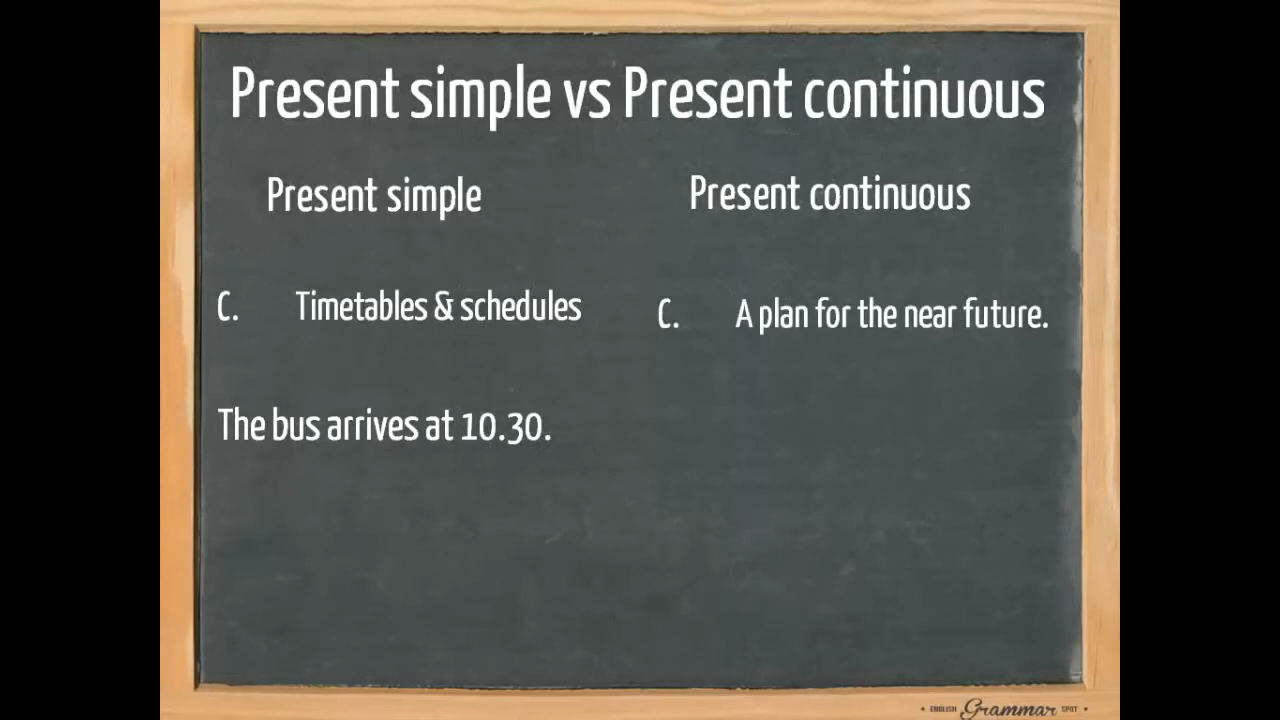 Present simple vs Present continuous
Present simple
Present continuous
C. Timetables & schedules
C. A plan for the near future.
The bus arrives at 10.30.
• ENGLISH Grammar SPOT •